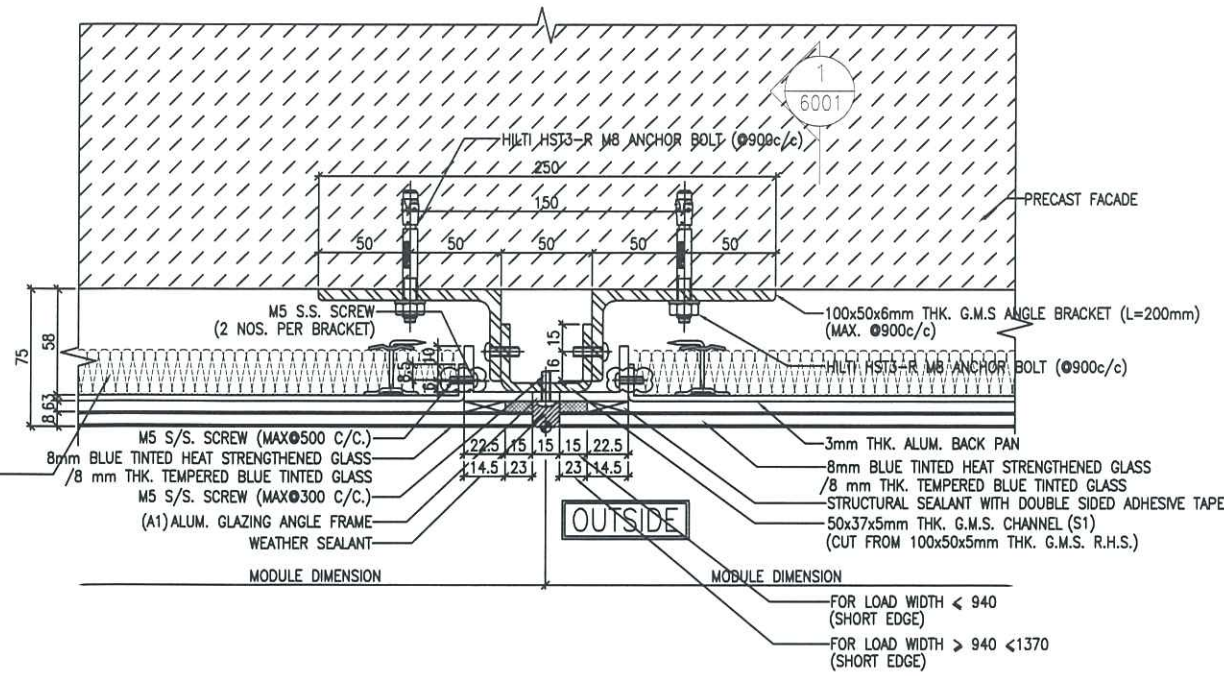 1
6001
HILTI HST3-R M8 ANCHOR BOLT (@900c/c)
250
150
PRECAST FACADE
50
50
50
50
50
M5 S.S. SCREW
(2 NOS. PER BRACKET)
100x50x6mm THK. G.M.S ANGLE BRACKET (L=200mm)
(MAX. @900c/c)
HILTI HST3-R M8 ANCHOR BOLT (@900c/c)
75
58
63
8
15
6
10
8.5
6
M5 S/S. SCREW (MAX@500 C/C.)
8mm BLUE TINTED HEAT STRENGTHENED GLASS
/8 mm THK. TEMPERED BLUE TINTED GLASS
M5 S/S. SCREW (MAX@300 C/C.)
(A1) ALUM. GLAZING ANGLE FRAME
WEATHER SEALANT
22.5
15
15
15
22.5
14.5
23
23
14.5
OUTSIDE
3mm THK. ALUM. BACK PAN
8mm BLUE TINTED HEAT STRENGTHENED GLASS
/8 mm THK. TEMPERED BLUE TINTED GLASS
STRUCTURAL SEALANT WITH DOUBLE SIDED ADHESIVE TAPE
50x37x5mm THK. G.M.S. CHANNEL (S1)
(CUT FROM 100x50x5mm THK. G.M.S. R.H.S.)
MODULE DIMENSION
MODULE DIMENSION
FOR LOAD WIDTH < 940
(SHORT EDGE)
FOR LOAD WIDTH > 940 <1370
(SHORT EDGE)